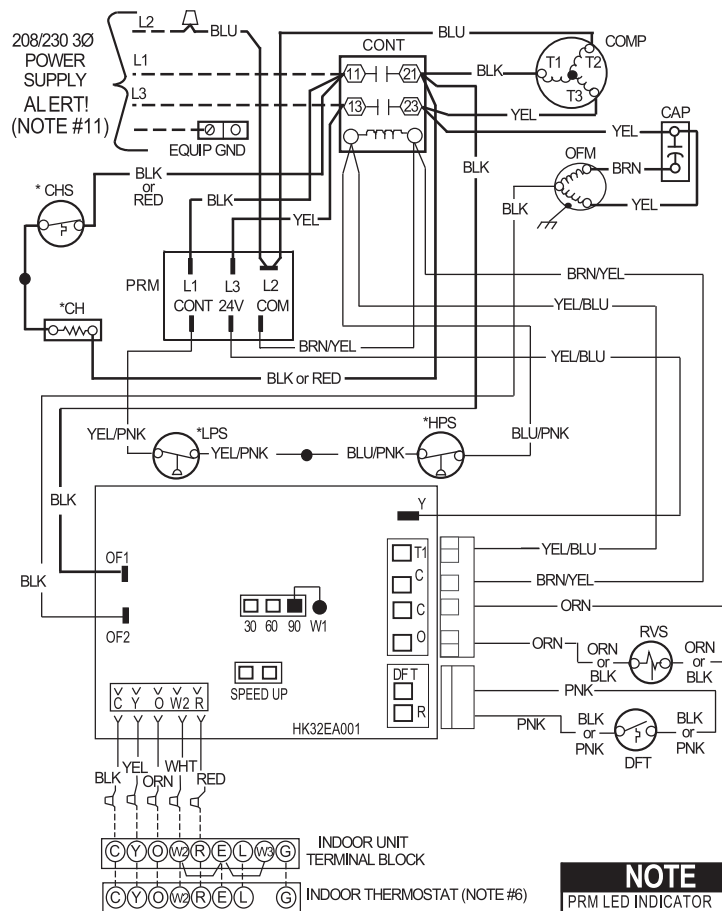 L2
BLU
BLU
208/230 3Ø
POWER
SUPPLY
ALERT!
(NOTE #11)
L1
L3
EQUIP GND
CONT
11
21
13
23
BLK
YEL
COMP
T1
T2
T3
CAP
YEL
BRN
YEL
OFM
BLK
BLK
* CHS
BLK
or
RED
BLK
YEL
PRM
L1
L3
L2
CONT
24V
COM
*CH
BRN/YEL
BLK or RED
BRN/YEL
YEL/BLU
YEL/BLU
YEL/PNK
*LPS
YEL/PNK
BLU/PNK
*HPS
BLU/PNK
BLK
BLK
Y
OF1
OF2
T1
C
C
O
YEL/BLU
BRN/YEL
ORN
ORN
ORN
or
BLK
RVS
ORN
or
BLK
30 60 90 W1
SPEED UP
DFT
R
PNK
PNK
BLK
or
PNK
DFT
BLK
or
PNK
C Y O W2 R
HK32EA001
BLK
YEL
ORN
WHT
RED
C Y O W2 R E L W3 G
INDOOR UNIT
TERMINAL BLOCK
C Y O W2 R E L G
INDOOR THERMOSTAT (NOTE #6)
NOTE
PRM LED INDICATOR